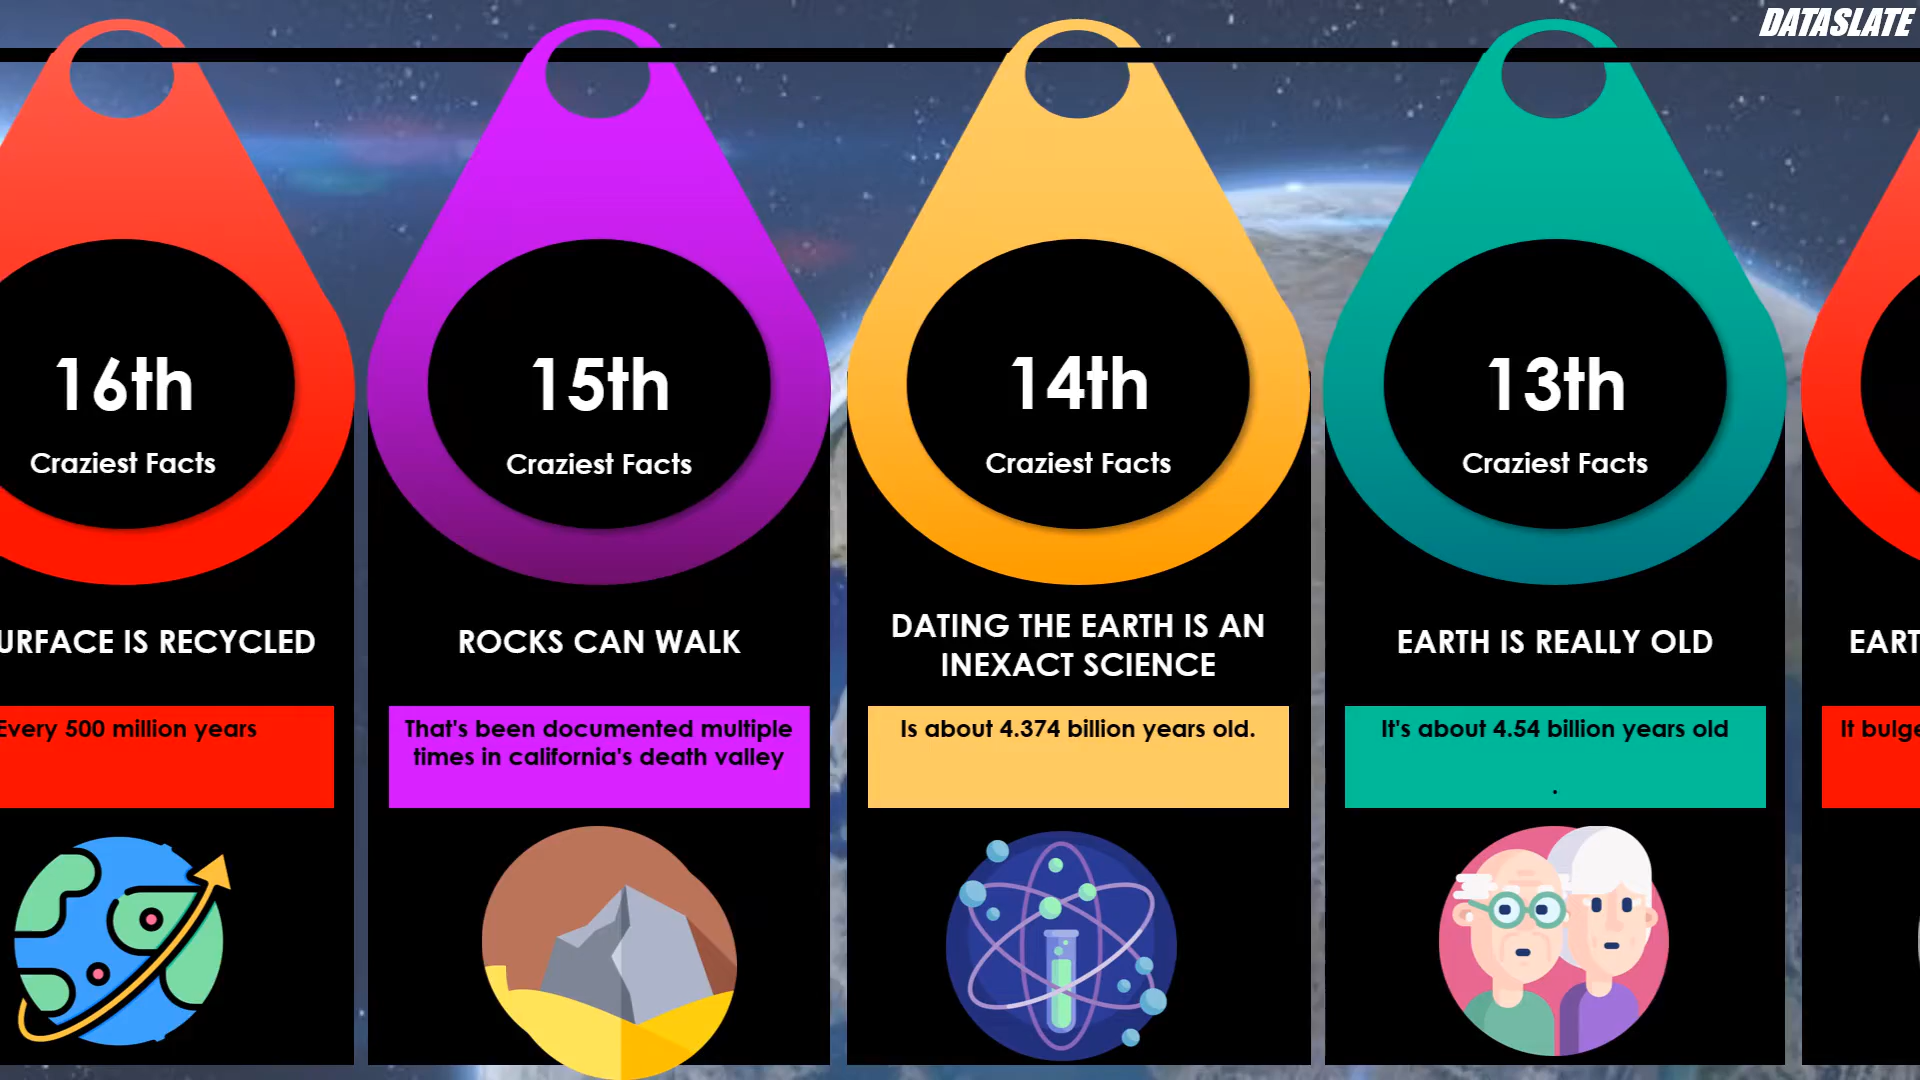 DATASLATE
16th
Craziest Facts
URFACE IS RECYCLED
Every 500 million years
15th
Craziest Facts
ROCKS CAN WALK
That's been documented multiple
times in california's death valley
14th
Craziest Facts
DATING THE EARTH IS AN
INEXACT SCIENCE
Is about 4.374 billion years old.
13th
Craziest Facts
EARTH IS REALLY OLD
It's about 4.54 billion years old
.
EART
It bulge